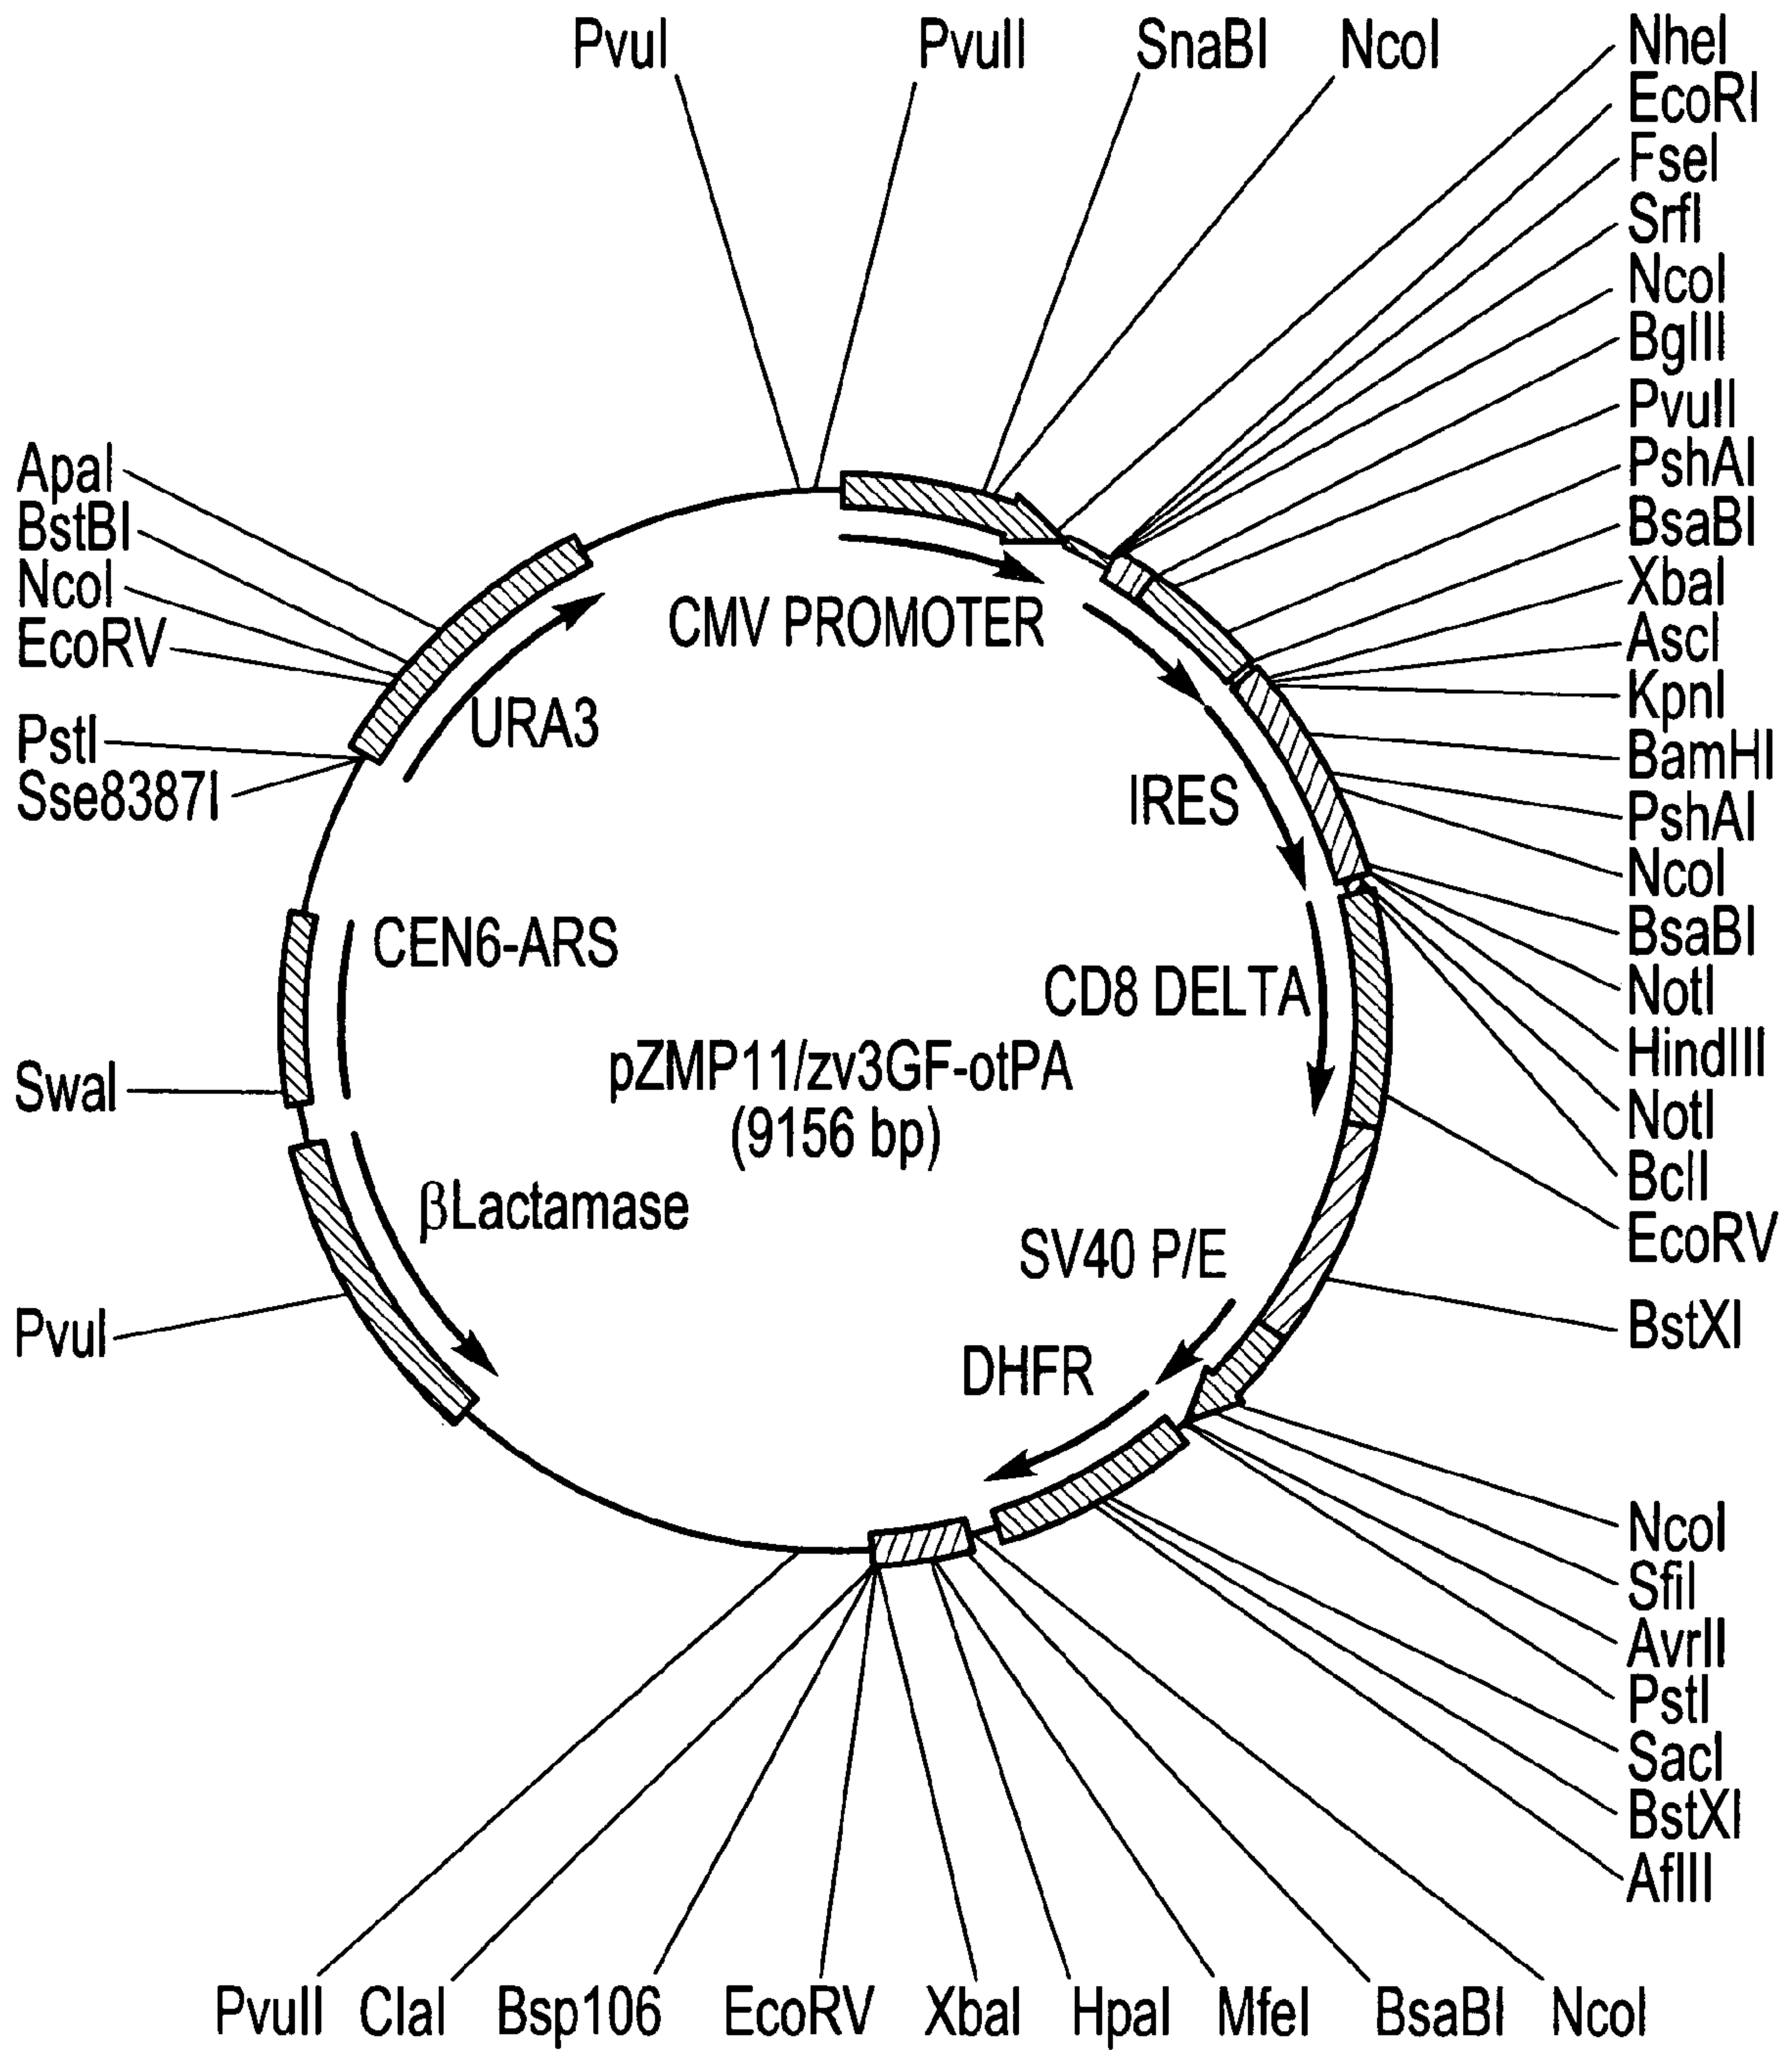 PvuI
PvuII
SnaBI
NcoI
NheI
EcoRI
FseI
SrfI
NcoI
BglII
PvuII
PshAI
BsaBI
XbaI
AscI
KpnI
BamHI
PshAI
NcoI
BsaBI
NotI
HindIII
NotI
BclI
EcoRV
BstXI
NcoI
SfiI
AvrII
PstI
SacI
BstXI
AflII
ApaI
BstBI
NcoI
EcoRV
PstI
Sse8387I
SwaI
PvuI
CMV PROMOTER
URA3
IRES
CEN6-ARS
CD8 DELTA
pZMP11/zv3GF-otPA
(9156 bp)
βLactamase
SV40 P/E
DHFR
PvuII
ClaI
Bsp106
EcoRV
XbaI
HpaI
MfeI
BsaBI
NcoI